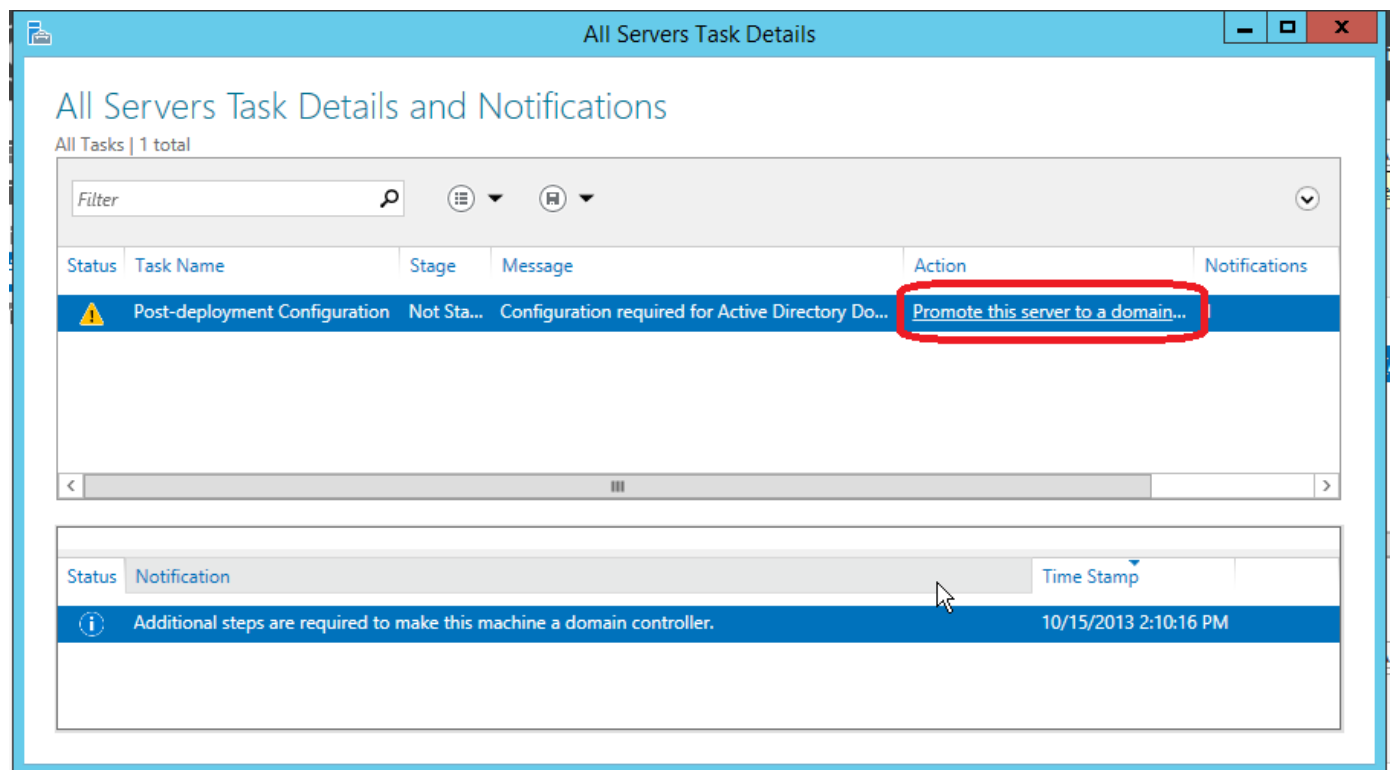 All Servers Task Details
All Servers Task Details and Notifications
All Tasks | 1 total
Filter
Status Task Name Stage Message Action Notifications
Post-deployment Configuration Not Sta... Configuration required for Active Directory Do... Promote this server to a domain...
Status Notification Time Stamp
Additional steps are required to make this machine a domain controller. 10/15/2013 2:10:16 PM